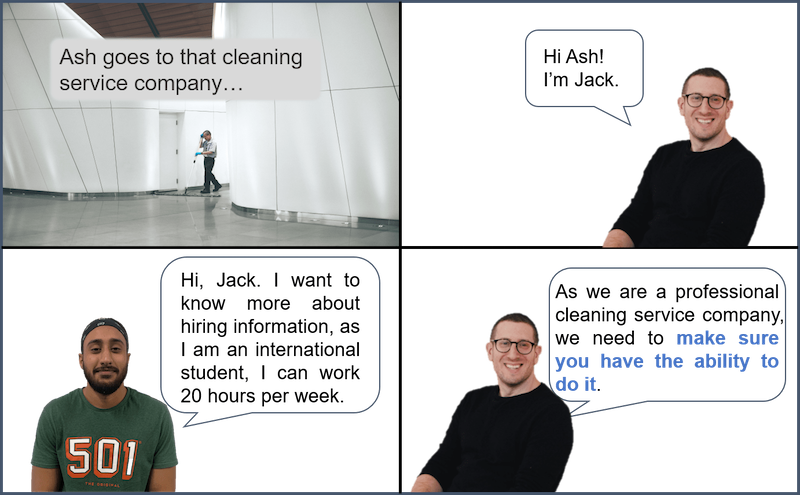 Ash goes to that cleaning
service company…
Hi Ash!
I’m Jack.
Hi, Jack. I want to
know more about
hiring information, as
I am an international
student, I can work
20 hours per week.
501
THE ORIGINAL
As we are a professional
cleaning service company,
we need to make sure
you have the ability to
do it.